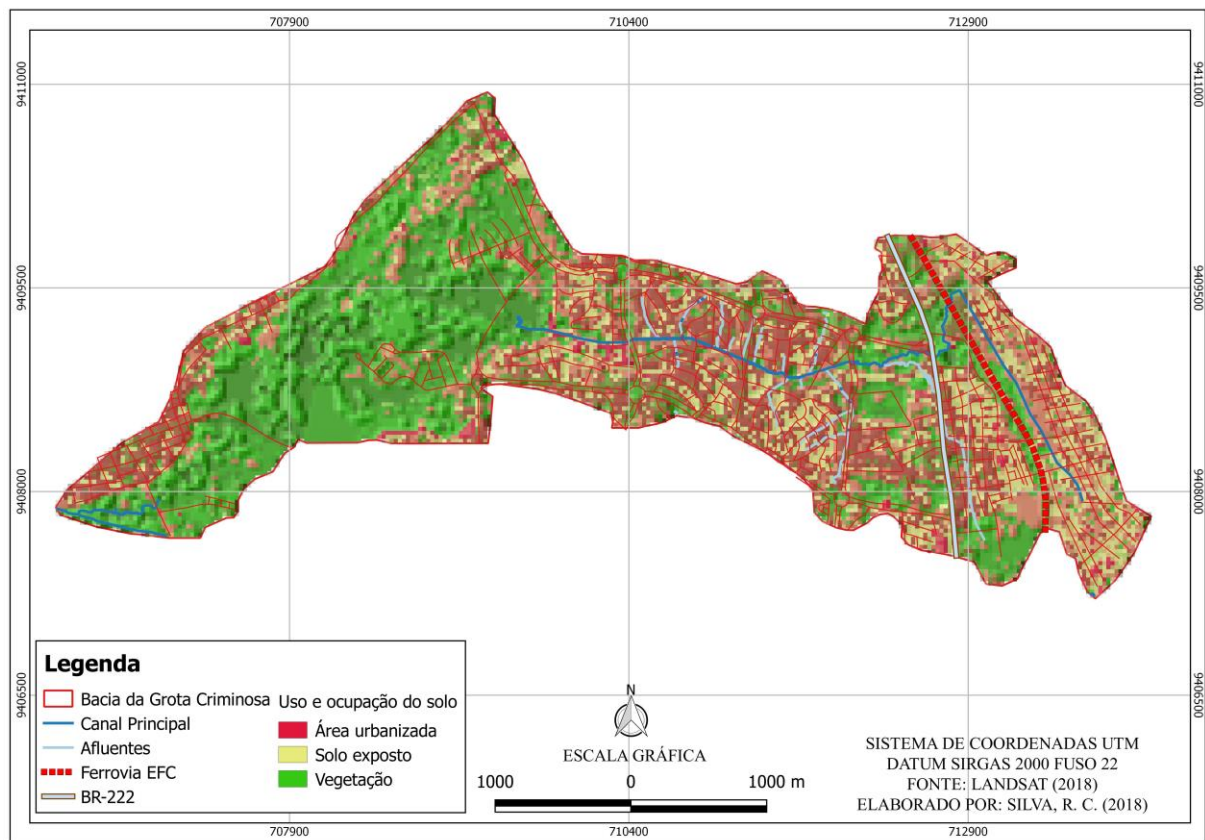 707900
710400
712900
9411000
9411000
9409500
9409500
9408000
9408000
9406500
9406500
Legenda
Bacia da Grota Criminosa
Canal Principal
Afluentes
Ferrovia EFC
BR-222
Uso e ocupação do solo
Área urbanizada
Solo exposto
Vegetação
N
ESCALA GRÁFICA
1000
0
1000 m
SISTEMA DE COORDENADAS UTM
DATUM SIRGAS 2000 FUSO 22
FONTE: LANDSAT (2018)
ELABORADO POR: SILVA, R. C. (2018)
707900
710400
712900